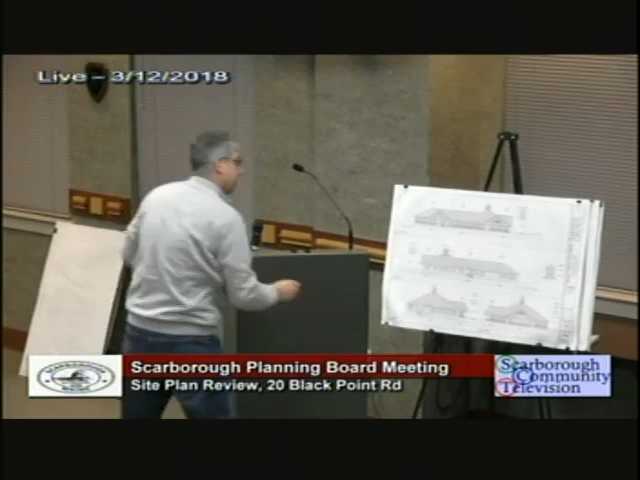 Live - 3/12/2018
Scarborough Planning Board Meeting
Site Plan Review, 20 Black Point Rd
Scarborough
Community
Television